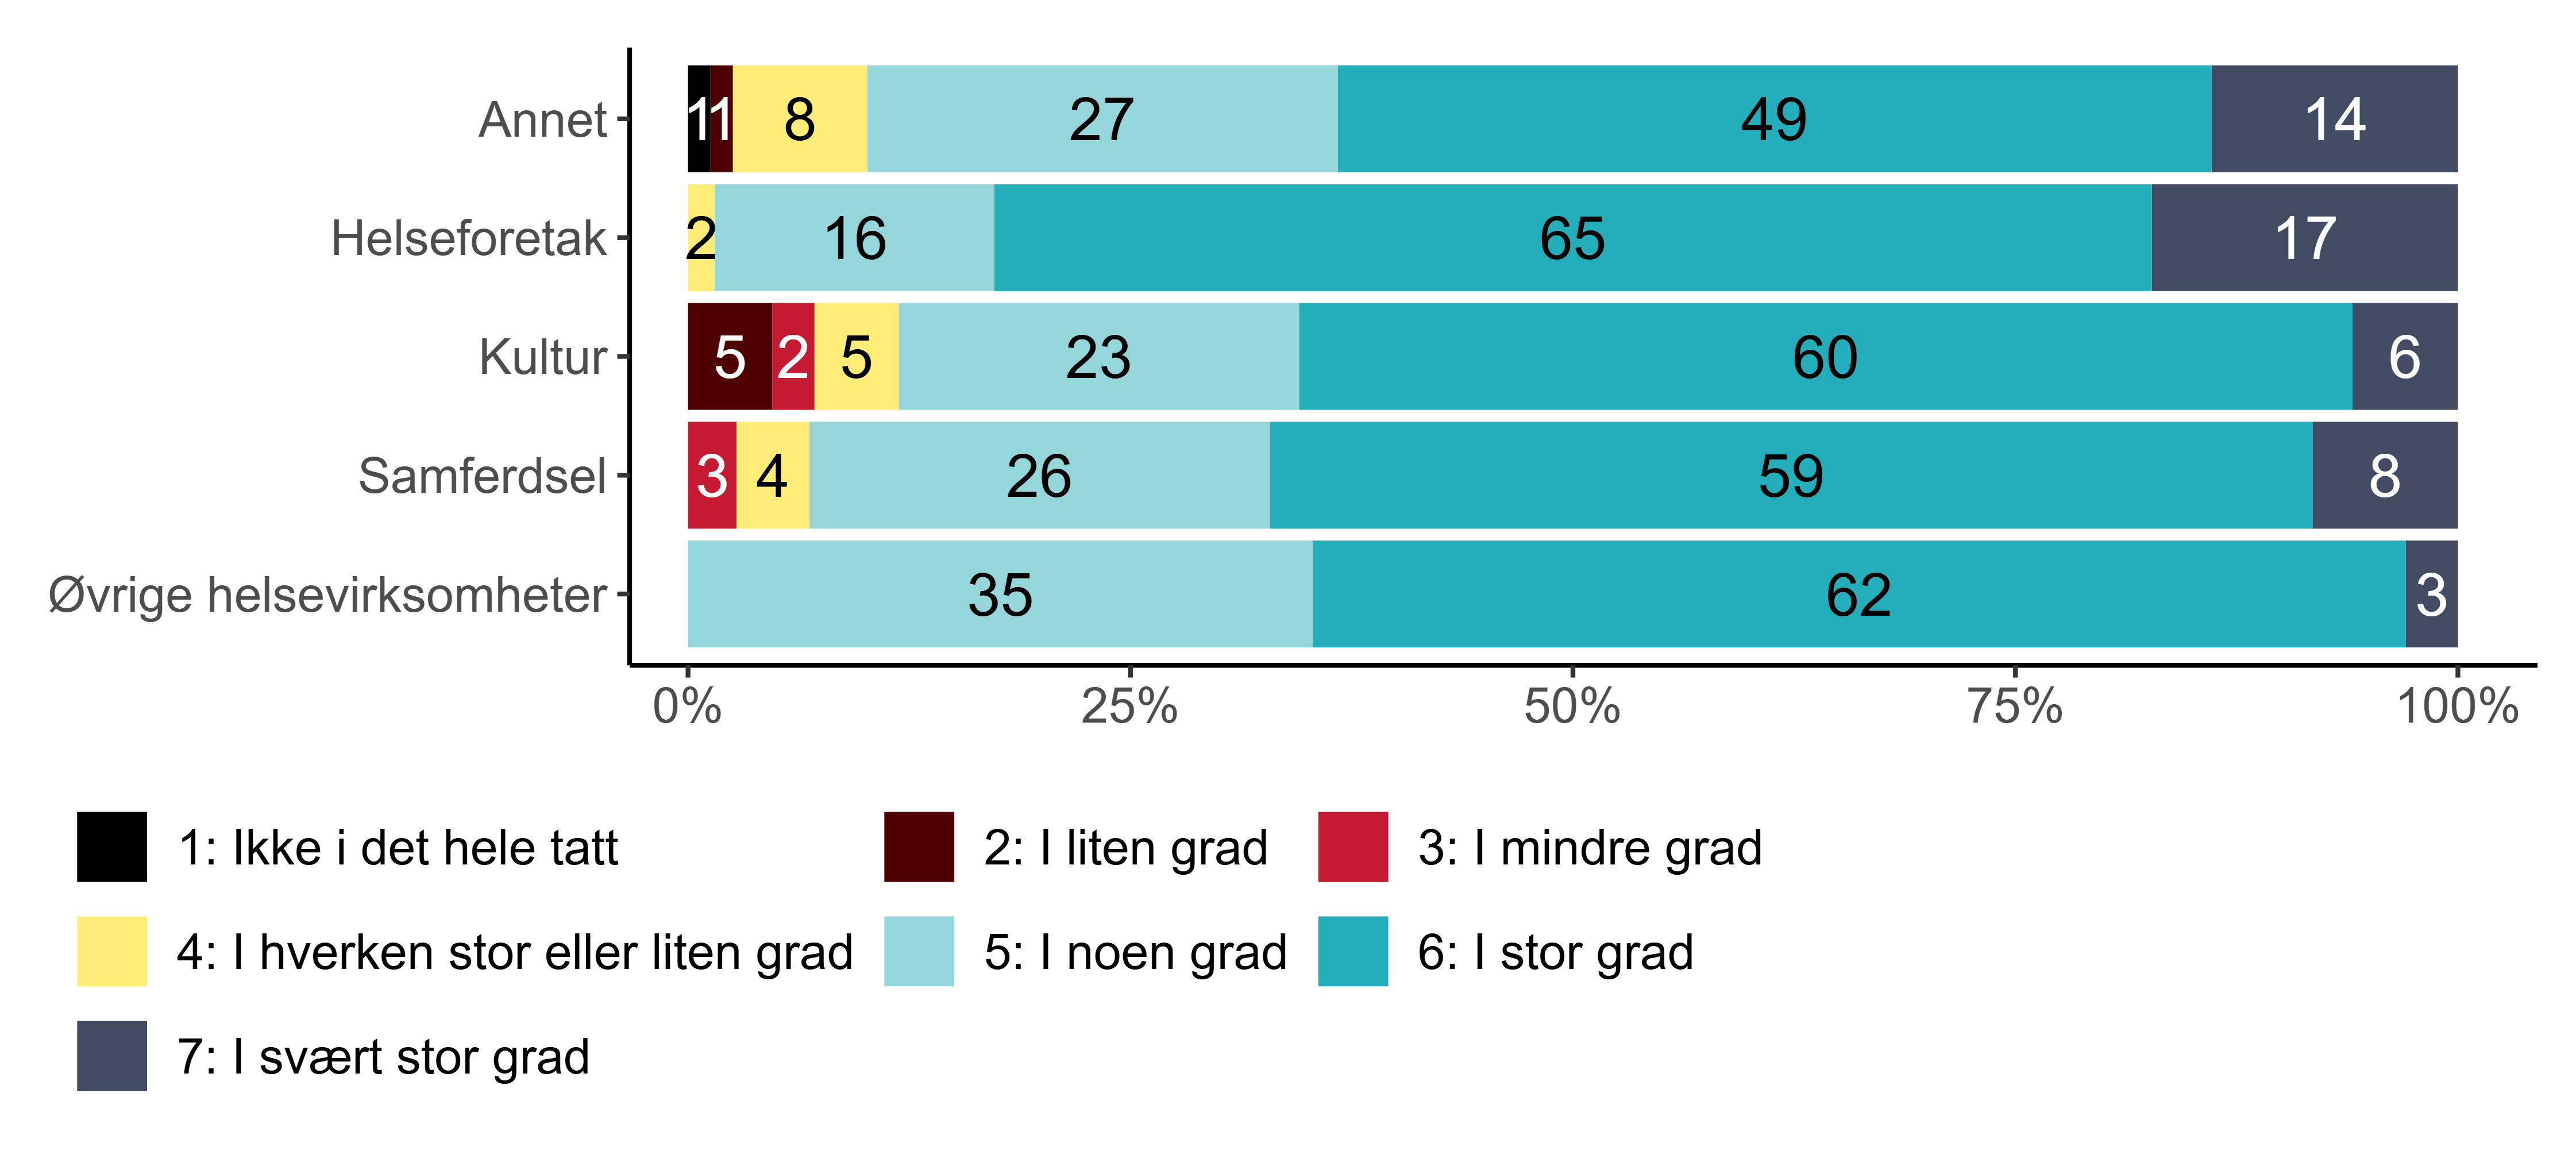 Annet 1 1 8 27 49 14
Helseforetak 2 16 65 17
Kultur 5 2 5 23 60 6
Samferdsel 3 4 26 59 8
Øvrige helsevirksomheter 35 62 3
0% 25% 50% 75% 100%
1: Ikke i det hele tatt 2: I liten grad 3: I mindre grad
4: I hverken stor eller liten grad 5: I noen grad 6: I stor grad
7: I svært stor grad